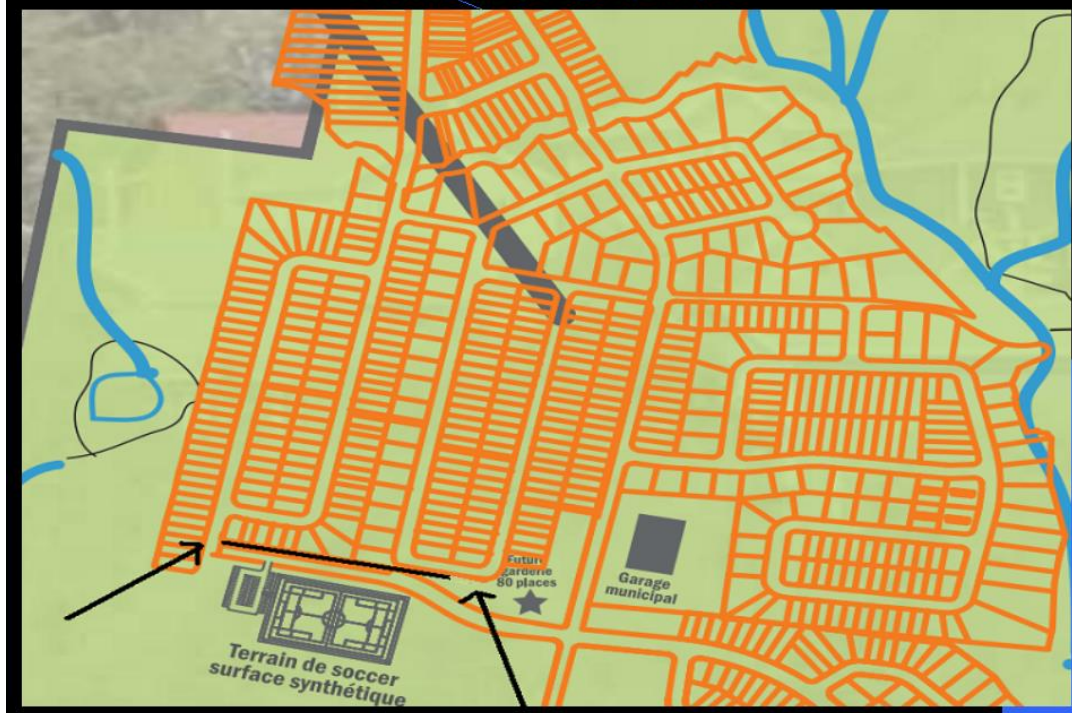 Futur
garderie
80 places
Garage
municipal
Terrain de soccer
surface synthétique